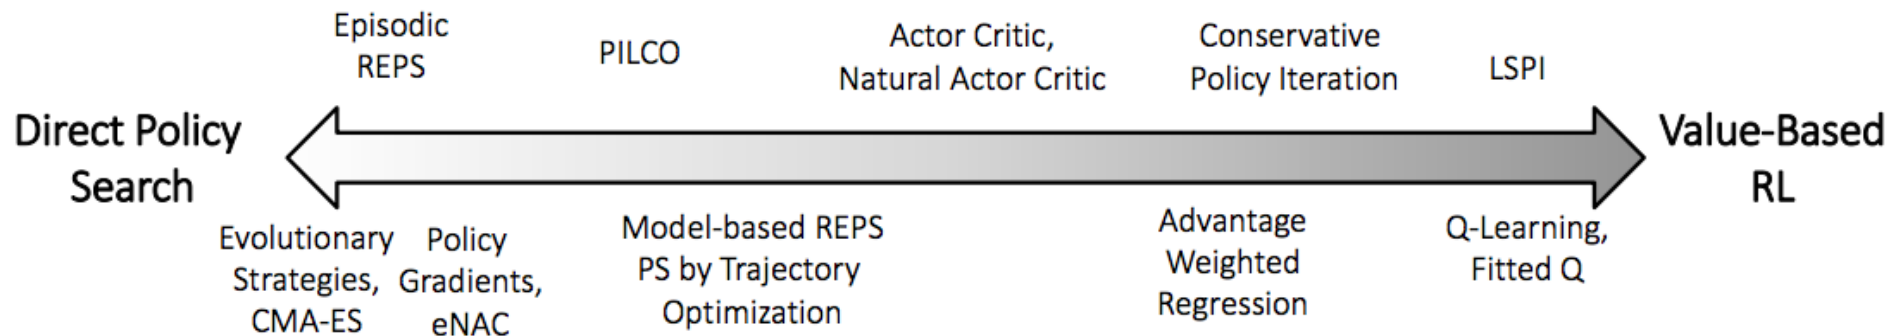 Episodic
REPS
PILCO
Actor Critic,
Natural Actor Critic
Conservative
Policy Iteration
LSPI
Direct Policy
Search
Value-Based
RL
Evolutionary
Strategies,
CMA-ES
Policy
Gradients,
eNAC
Model-based REPS
PS by Trajectory
Optimization
Advantage
Weighted
Regression
Q-Learning,
Fitted Q